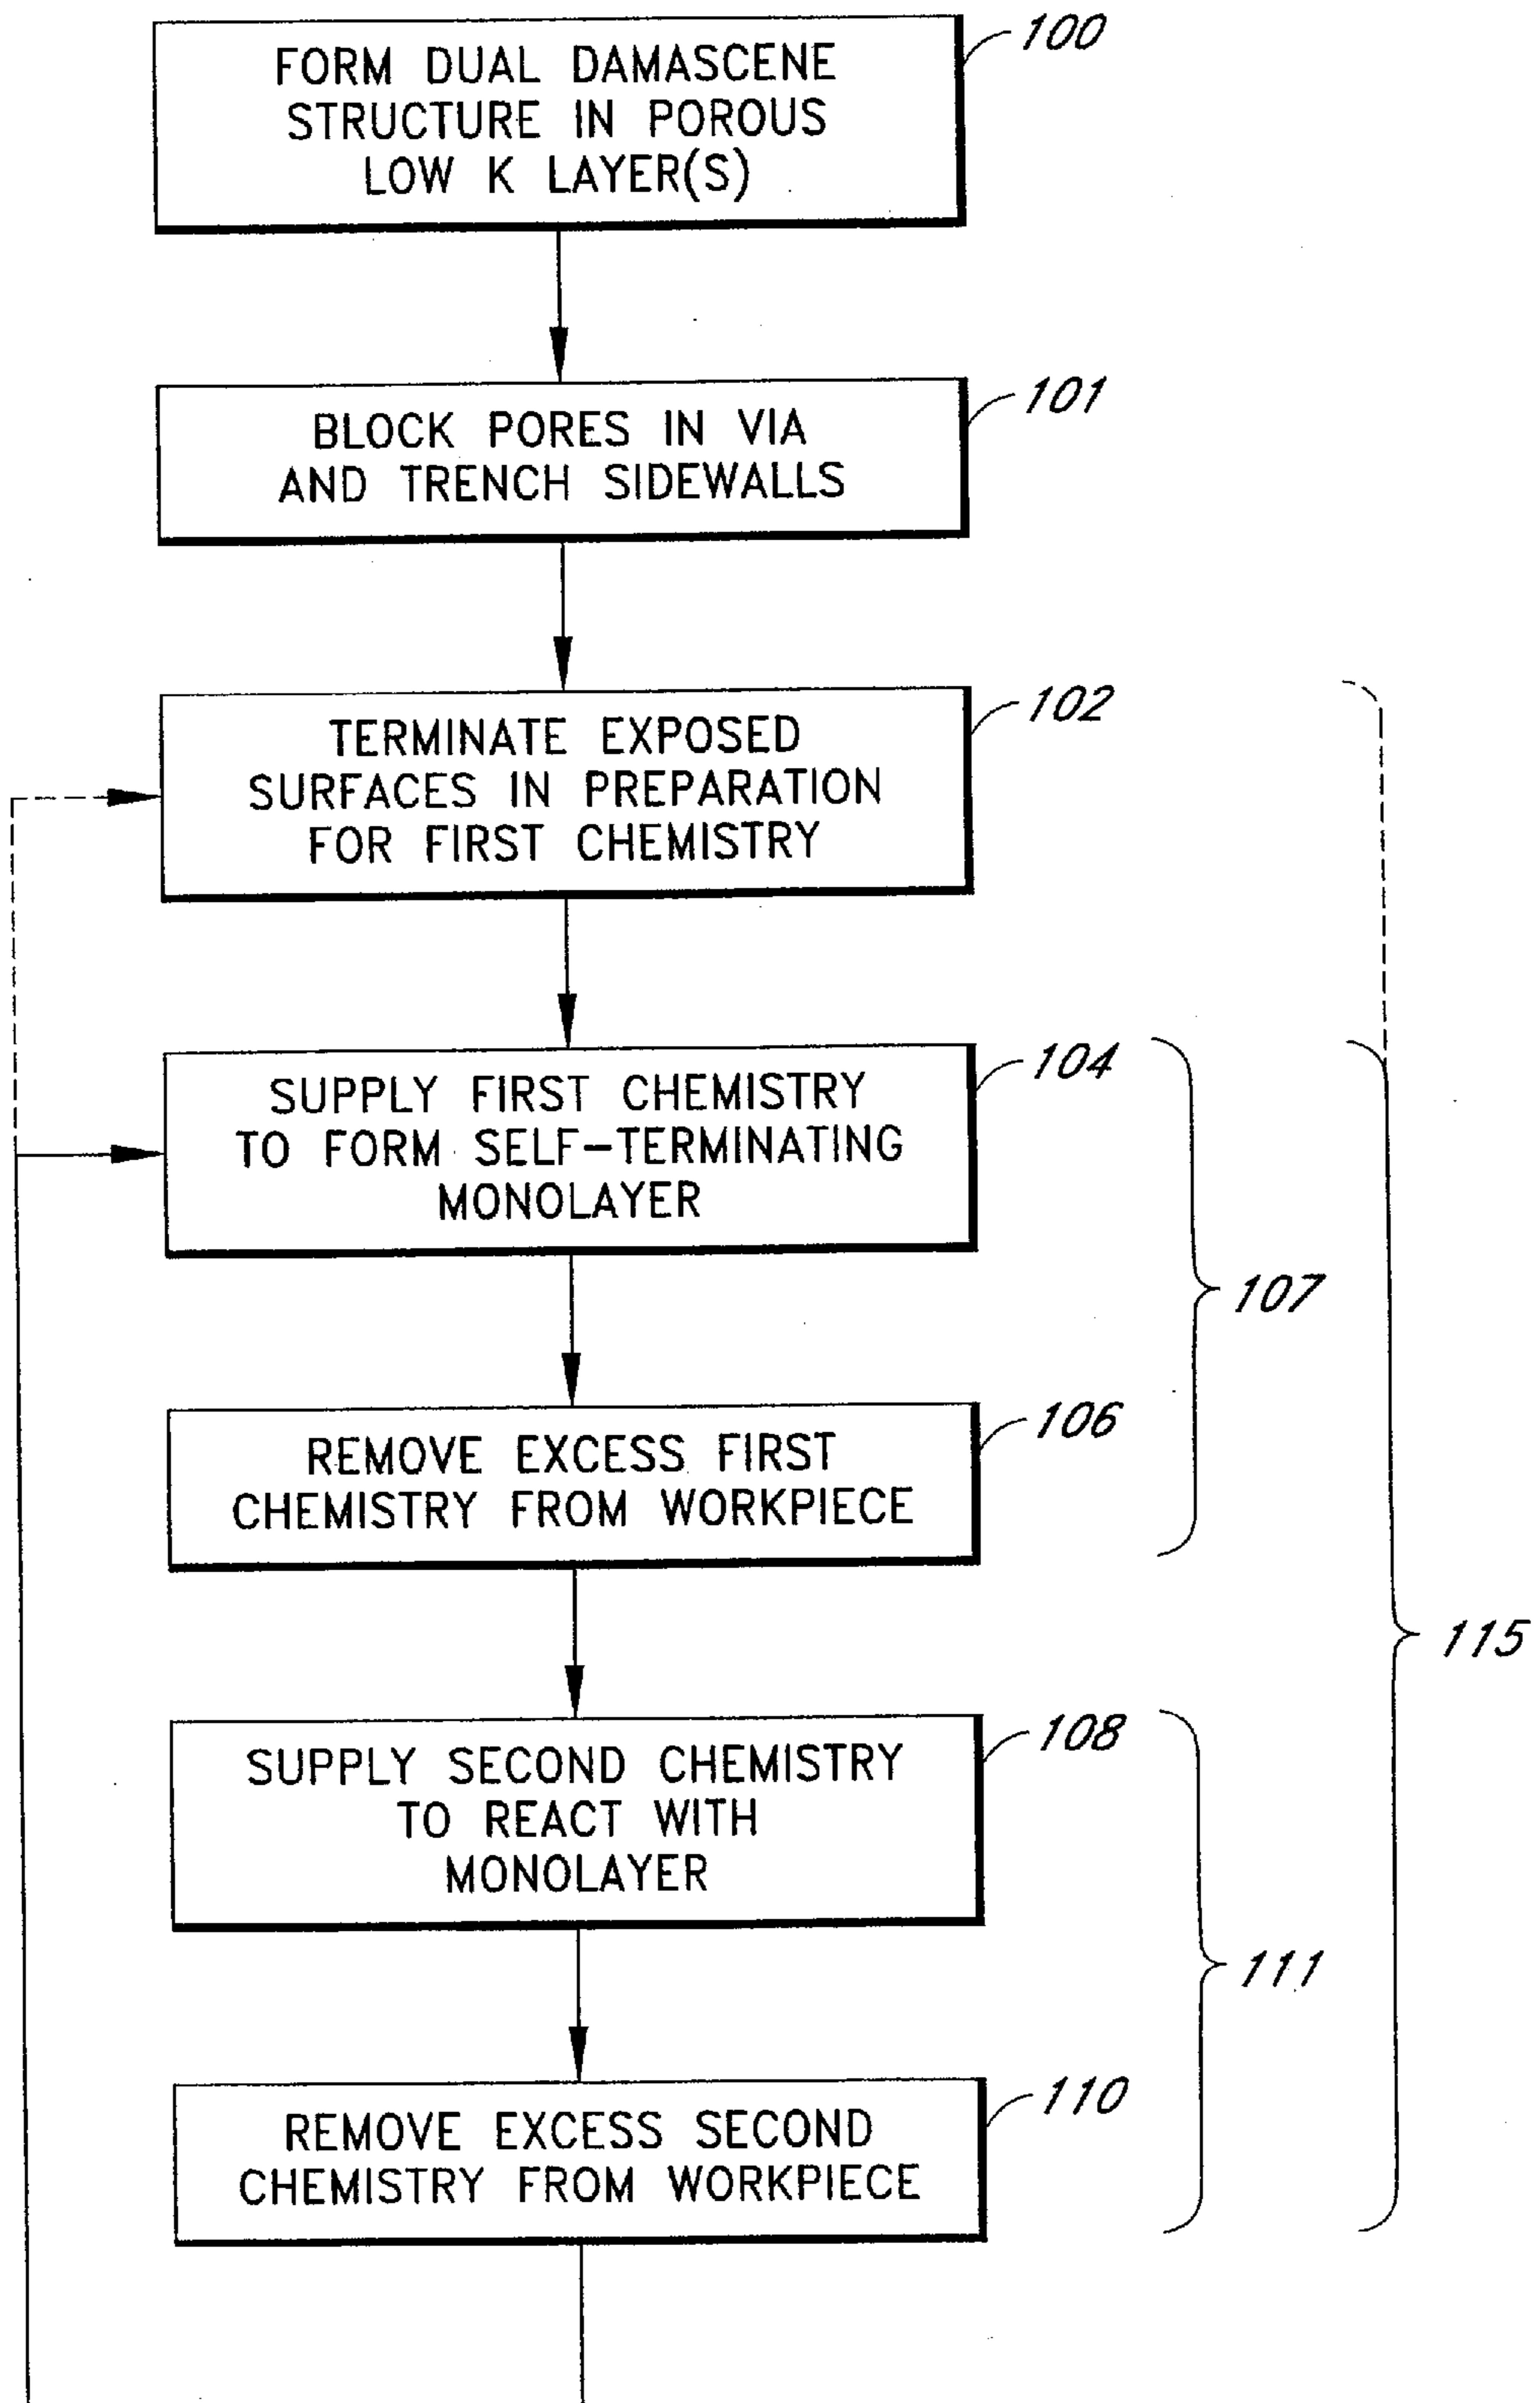 FORM DUAL DAMASCENE
STRUCTURE IN POROUS
LOW K LAYER(S)
100
BLOCK PORES IN VIA
AND TRENCH SIDEWALLS
101
TERMINATE EXPOSED
SURFACES IN PREPARATION
FOR FIRST CHEMISTRY
102
SUPPLY FIRST CHEMISTRY
TO FORM SELF-TERMINATING
MONOLAYER
104
107
REMOVE EXCESS FIRST
CHEMISTRY FROM WORKPIECE
106
115
SUPPLY SECOND CHEMISTRY
TO REACT WITH
MONOLAYER
108
111
REMOVE EXCESS SECOND
CHEMISTRY FROM WORKPIECE
110